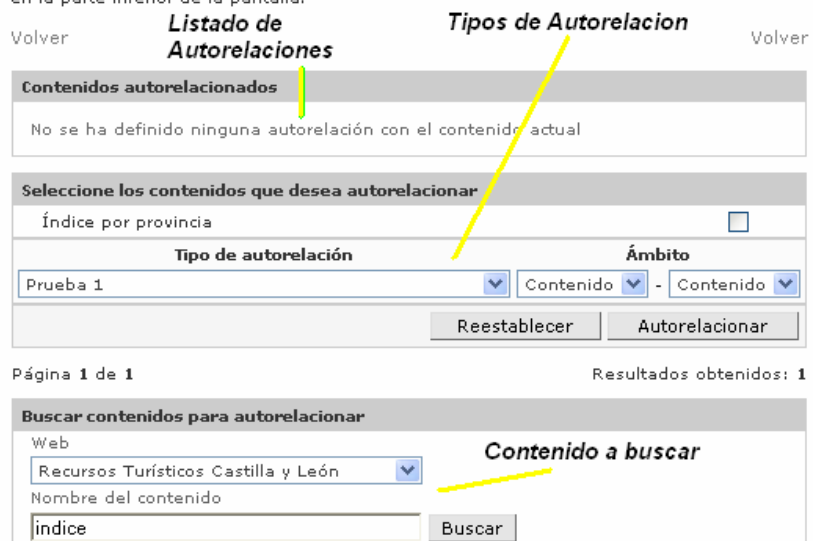 en la parte inferior de la pantalla.
Listado de Autorelaciones
Tipos de Autorelacion
Volver
Volver
Contenidos autorelacionados
No se ha definido ninguna autorelación con el contenido actual
Seleccione los contenidos que desea autorelacionar
Índice por provincia
Tipo de autorelación Ámbito
Prueba 1 Contenido - Contenido
Reestablecer Autorelacionar
Página 1 de 1 Resultados obtenidos: 1
Buscar contenidos para autorelacionar
Web
Contenido a buscar
Recursos Turísticos Castilla y León
Nombre del contenido
indice Buscar